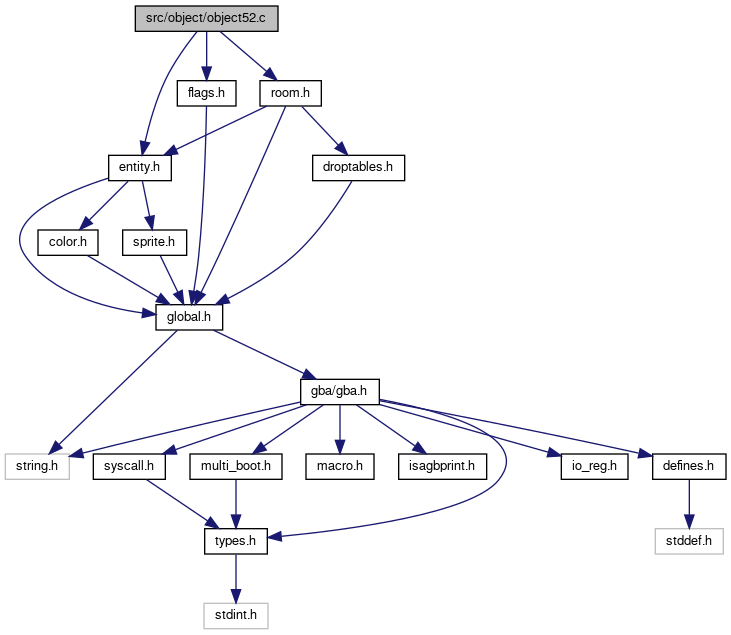 src/object/object52.c
flags.h
room.h
entity.h
droptables.h
color.h
sprite.h
global.h
gba/gba.h
string.h
syscall.h
multi_boot.h
macro.h
isagbprint.h
io_reg.h
defines.h
types.h
stddef.h
stdint.h